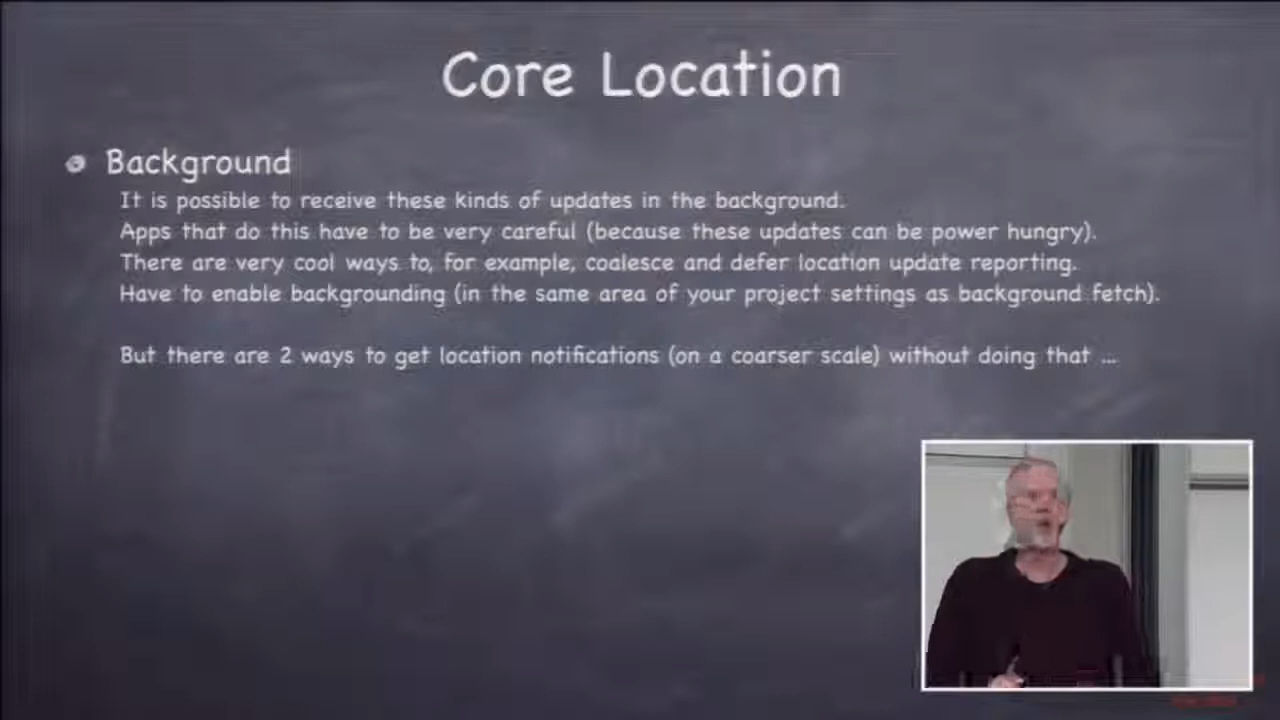 Core Location
Background
It is possible to receive these kinds of updates in the background.
Apps that do this have to be very careful (because these updates can be power hungry).
There are very cool ways to, for example, coalesce and defer location update reporting.
Have to enable backgrounding (in the same area of your project settings as background fetch).
But there are 2 ways to get location notifications (on a coarser scale) without doing that ...